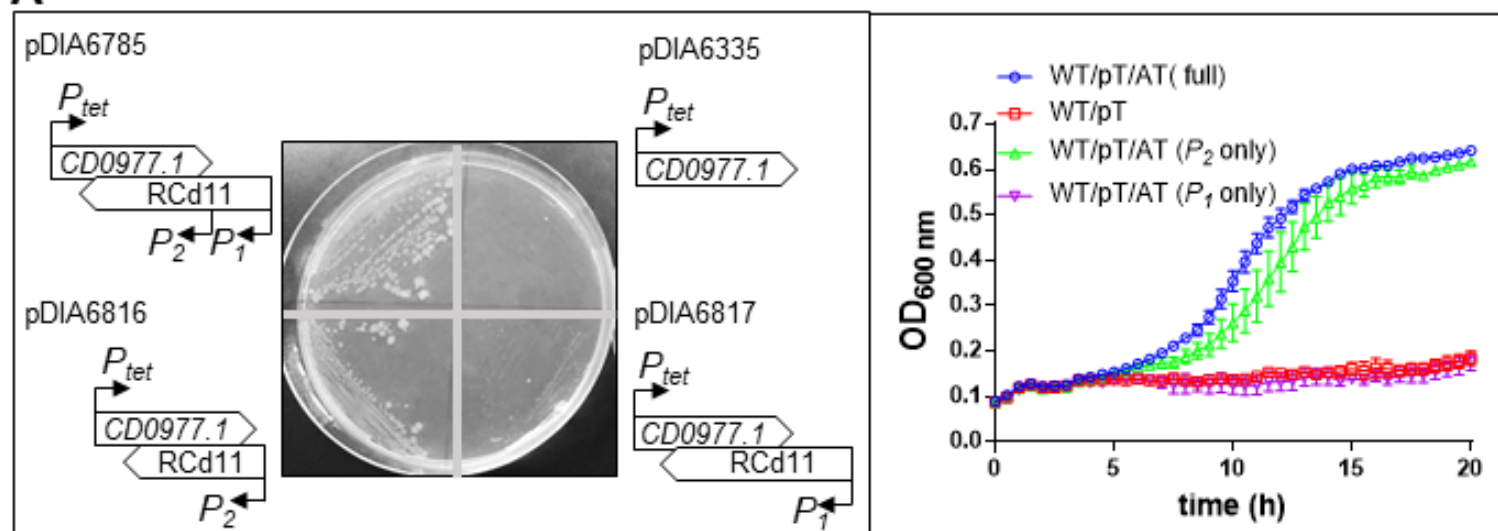 pDIA6785
Ptet
CD0977.1
RCd11
P2 P1
pDIA6335
Ptet
CD0977.1
pDIA6816
Ptet
CD0977.1
RCd11
P2
pDIA6817
Ptet
CD0977.1
RCd11
P1
WT/pT/AT( full)
WT/pT
WT/pT/AT (P2 only)
WT/pT/AT (P1 only)
OD600 nm
0.7
0.6
0.5
0.4
0.3
0.2
0.1
0.0
0 5 10 15 20
time (h)